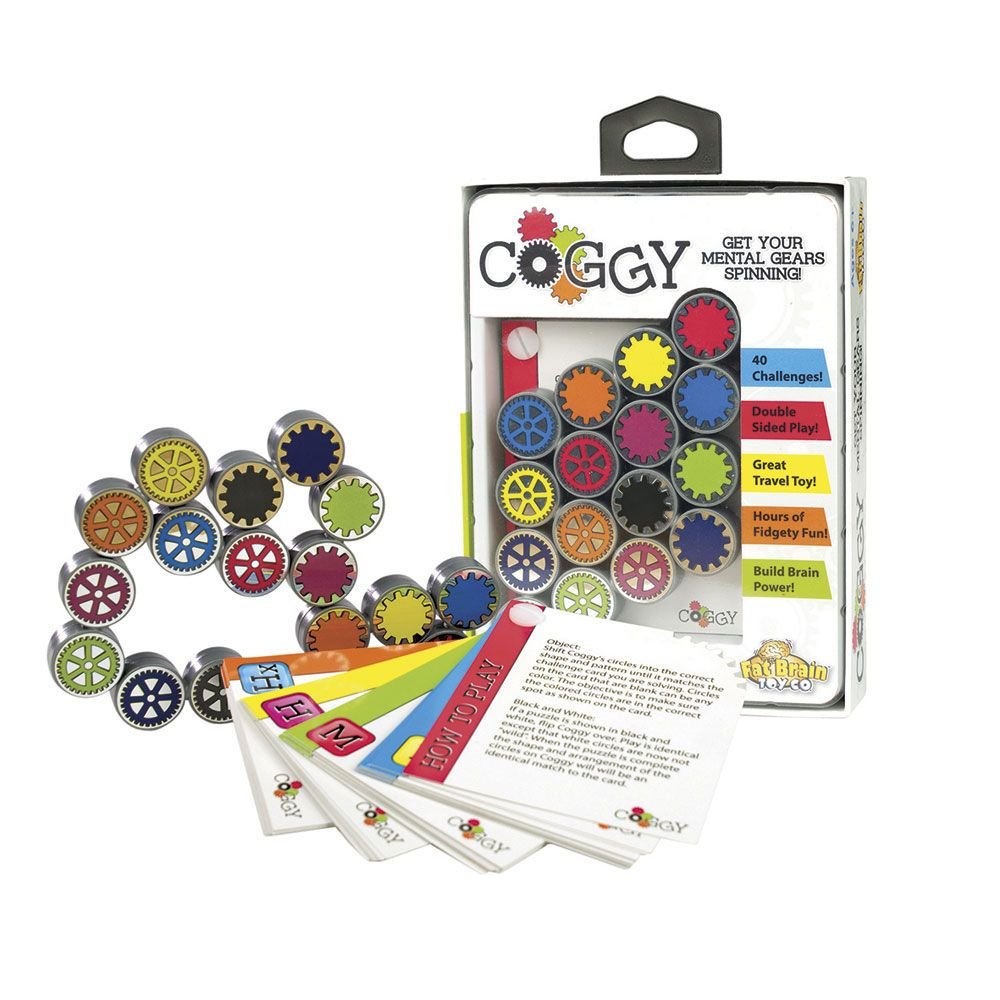 COGGY
GET YOUR
MENTAL GEARS
SPINNING!
40
Challenges!
Double
Sided Play!
Great
Travel Toy!
Hours of
Fidgety Fun!
Build Brain
Power!
COGGY
Fat Brain
TOY CO
COGGY
xH
H
M
HOW TO PLAY
Object:
Shift Coggy's circles into the correct
shape and pattern until it matches the
challenge card you are solving. Circles
on the card that are blank can be any
color. The objective is to make sure
the colored circles are in the correct
spot as shown on the card.
Black and White:
If a puzzle is shown in black and
white, flip Coggy over. Play is identical
except that white circles are now not
"wild". When the puzzle is complete
the shape and arrangement of the
circles on Coggy will will be an
identical match to the card.
COGGY
COGGY
COGGY
COGGY